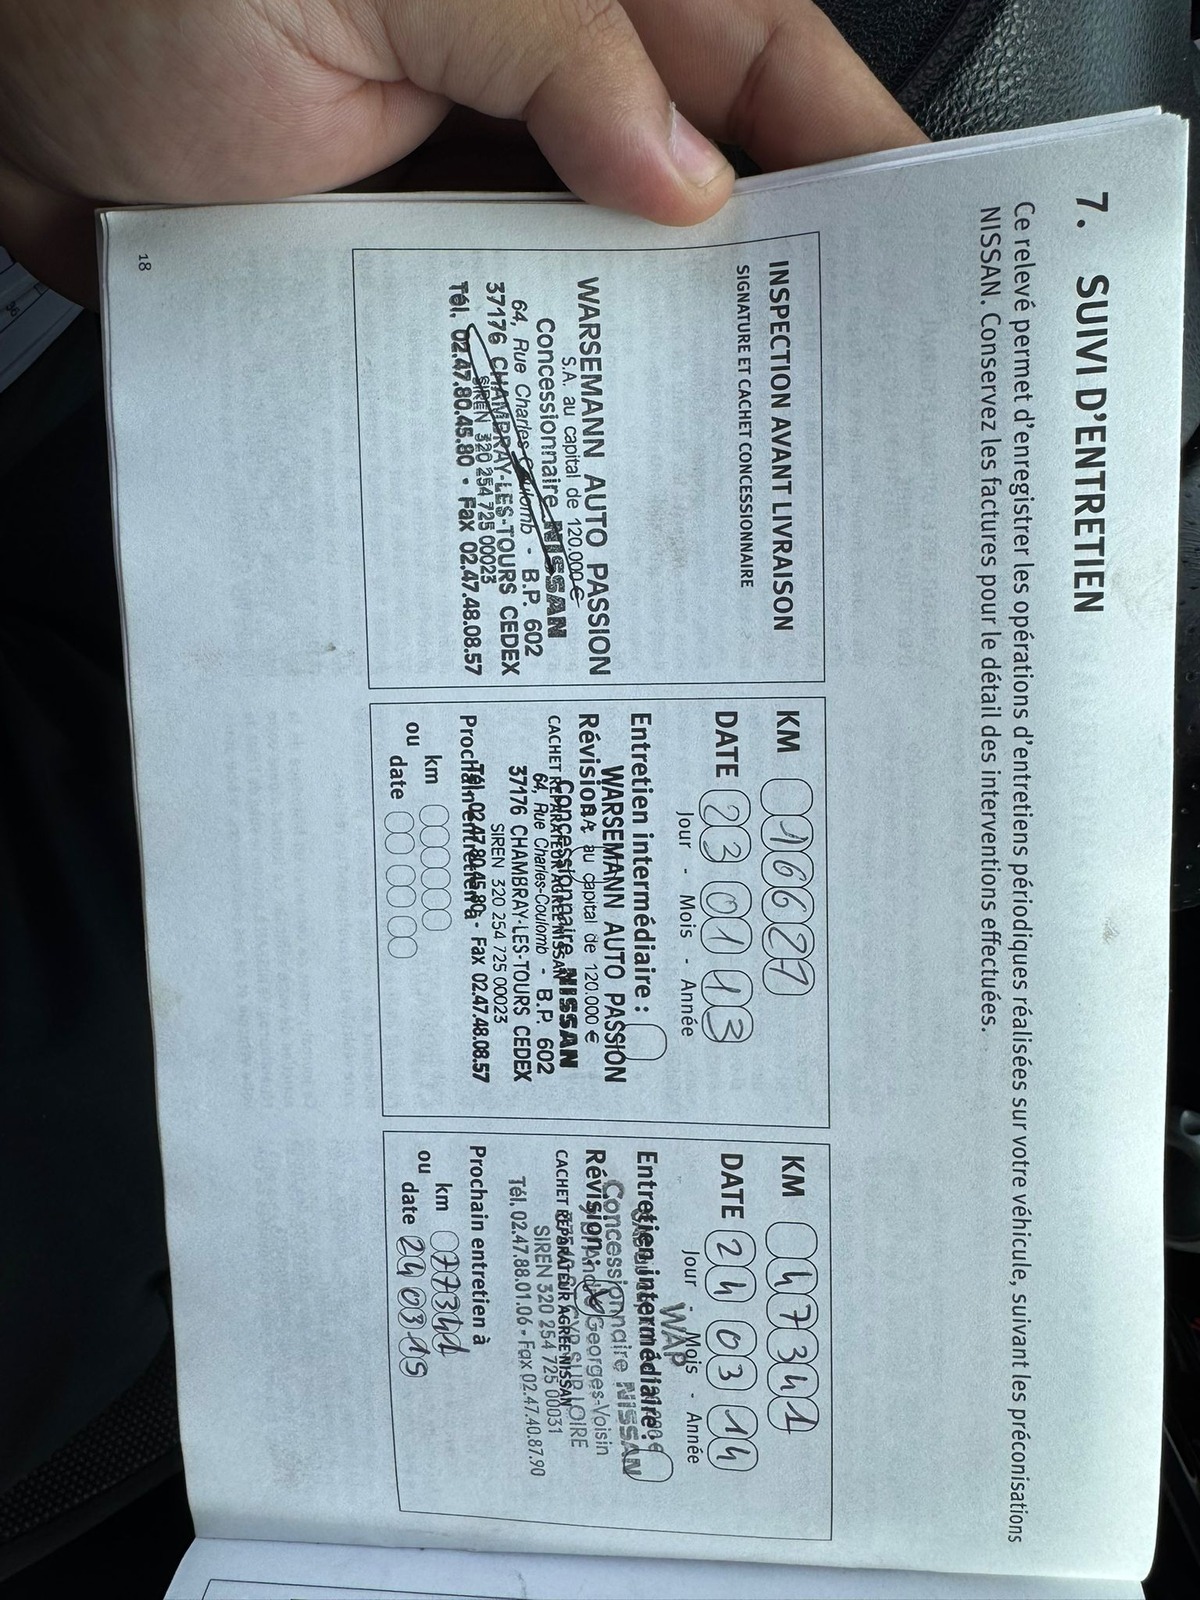 7. SUIVI D'ENTRETIEN
Ce relevé permet d'enregistrer les opérations d'entretiens périodiques réalisées sur votre véhicule, suivant les préconisations
NISSAN. Conservez les factures pour le détail des interventions effectuées.
INSPECTION AVANT LIVRAISON
SIGNATURE ET CACHET CONCESSIONNAIRE
WARSEMANN AUTO PASSION
S.A. au capital de 120.000 €
Concessionnaire NISSAN
64, Rue Charles Coulomb - B.P. 602
37176 CHAMBRAY-LES-TOURS CEDEX
SIREN 320 254 725 00023
Tél. 02.47.80.45.80 - Fax 02.47.48.08.57
KM 16627
DATE 23 01 13
Jour - Mois - Année
Entretien intermédiaire :
WARSEMANN AUTO PASSION
Révision :
S.A. au capital de 120.000 €
Concessionnaire NISSAN
CACHET RÉPARATEUR AGRÉÉ NISSAN
64, Rue Charles-Coulomb - B.P. 602
37176 CHAMBRAY-LES-TOURS CEDEX
SIREN 320 254 725 00023
Tél. 02.47.80.45.80 - Fax 02.47.48.08.57
Prochain entretien à
km
ou date
KM 47341
DATE 24 03 14
Jour - Mois - Année
WAP
Entretien intermédiaire :
Concessionnaire NISSAN
Révision :
Georges-Voisin
CYR SUR LOIRE
CACHET RÉPARATEUR AGRÉÉ NISSAN
SIREN 320 254 725 00031
Tél. 02.47.88.01.06 - Fax 02.47.40.87.90
Prochain entretien à
km 77341
ou date 24 03 15
18